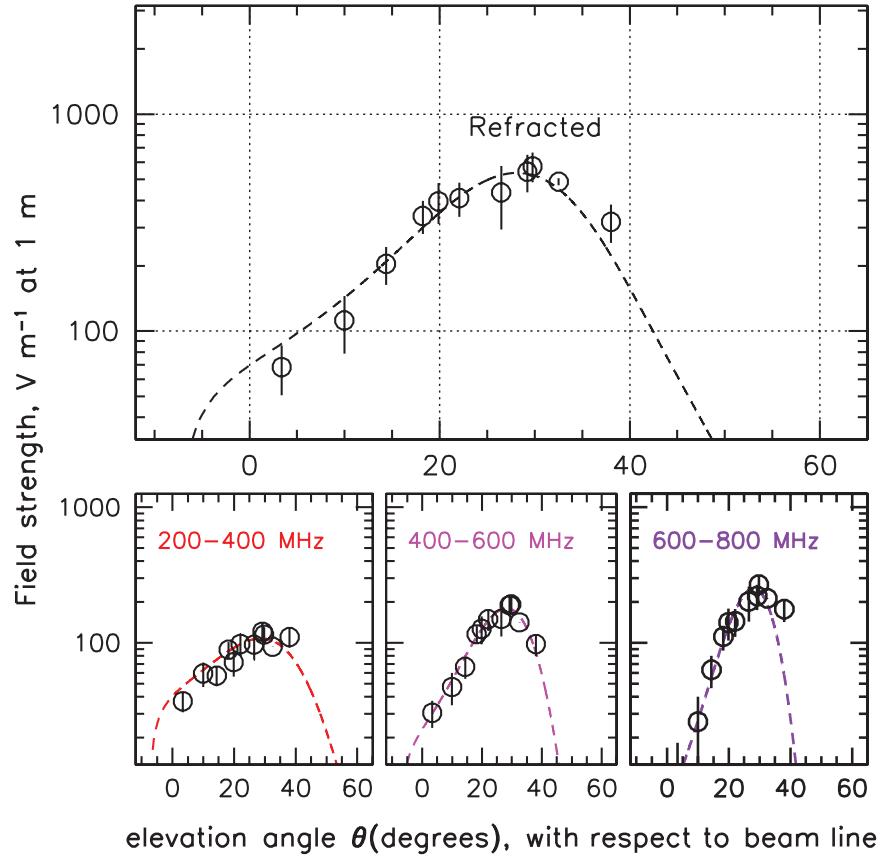 1000
Refracted
100
0 20 40 60
Field strength, V m⁻¹ at 1 m
1000
200−400 MHz
400−600 MHz
600−800 MHz
100
0 20 40 60
0 20 40 60
0 20 40 60
elevation angle θ(degrees), with respect to beam line